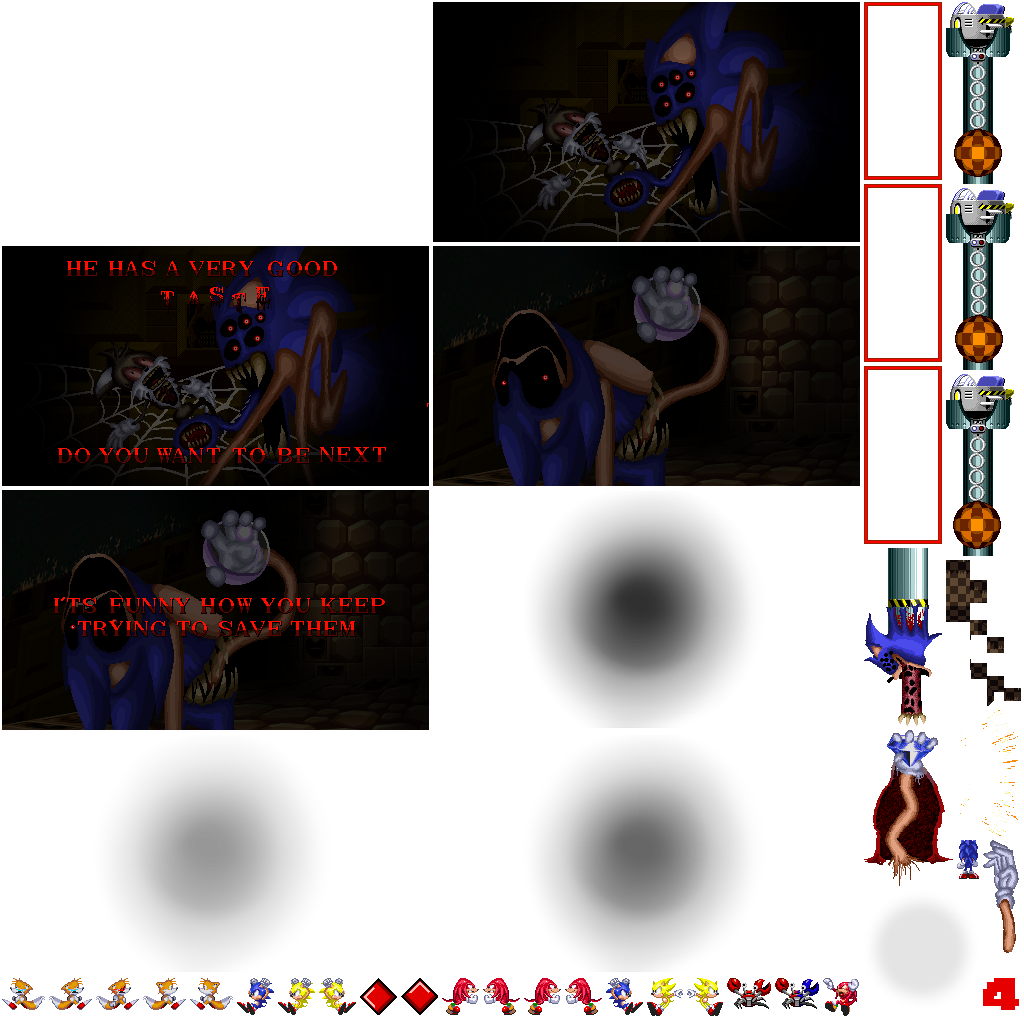 HE HAS A VERY GOOD
TASTE
DO YOU WANT TO BE NEXT
I'TS FUNNY HOW YOU KEEP
TRYING TO SAVE THEM
4